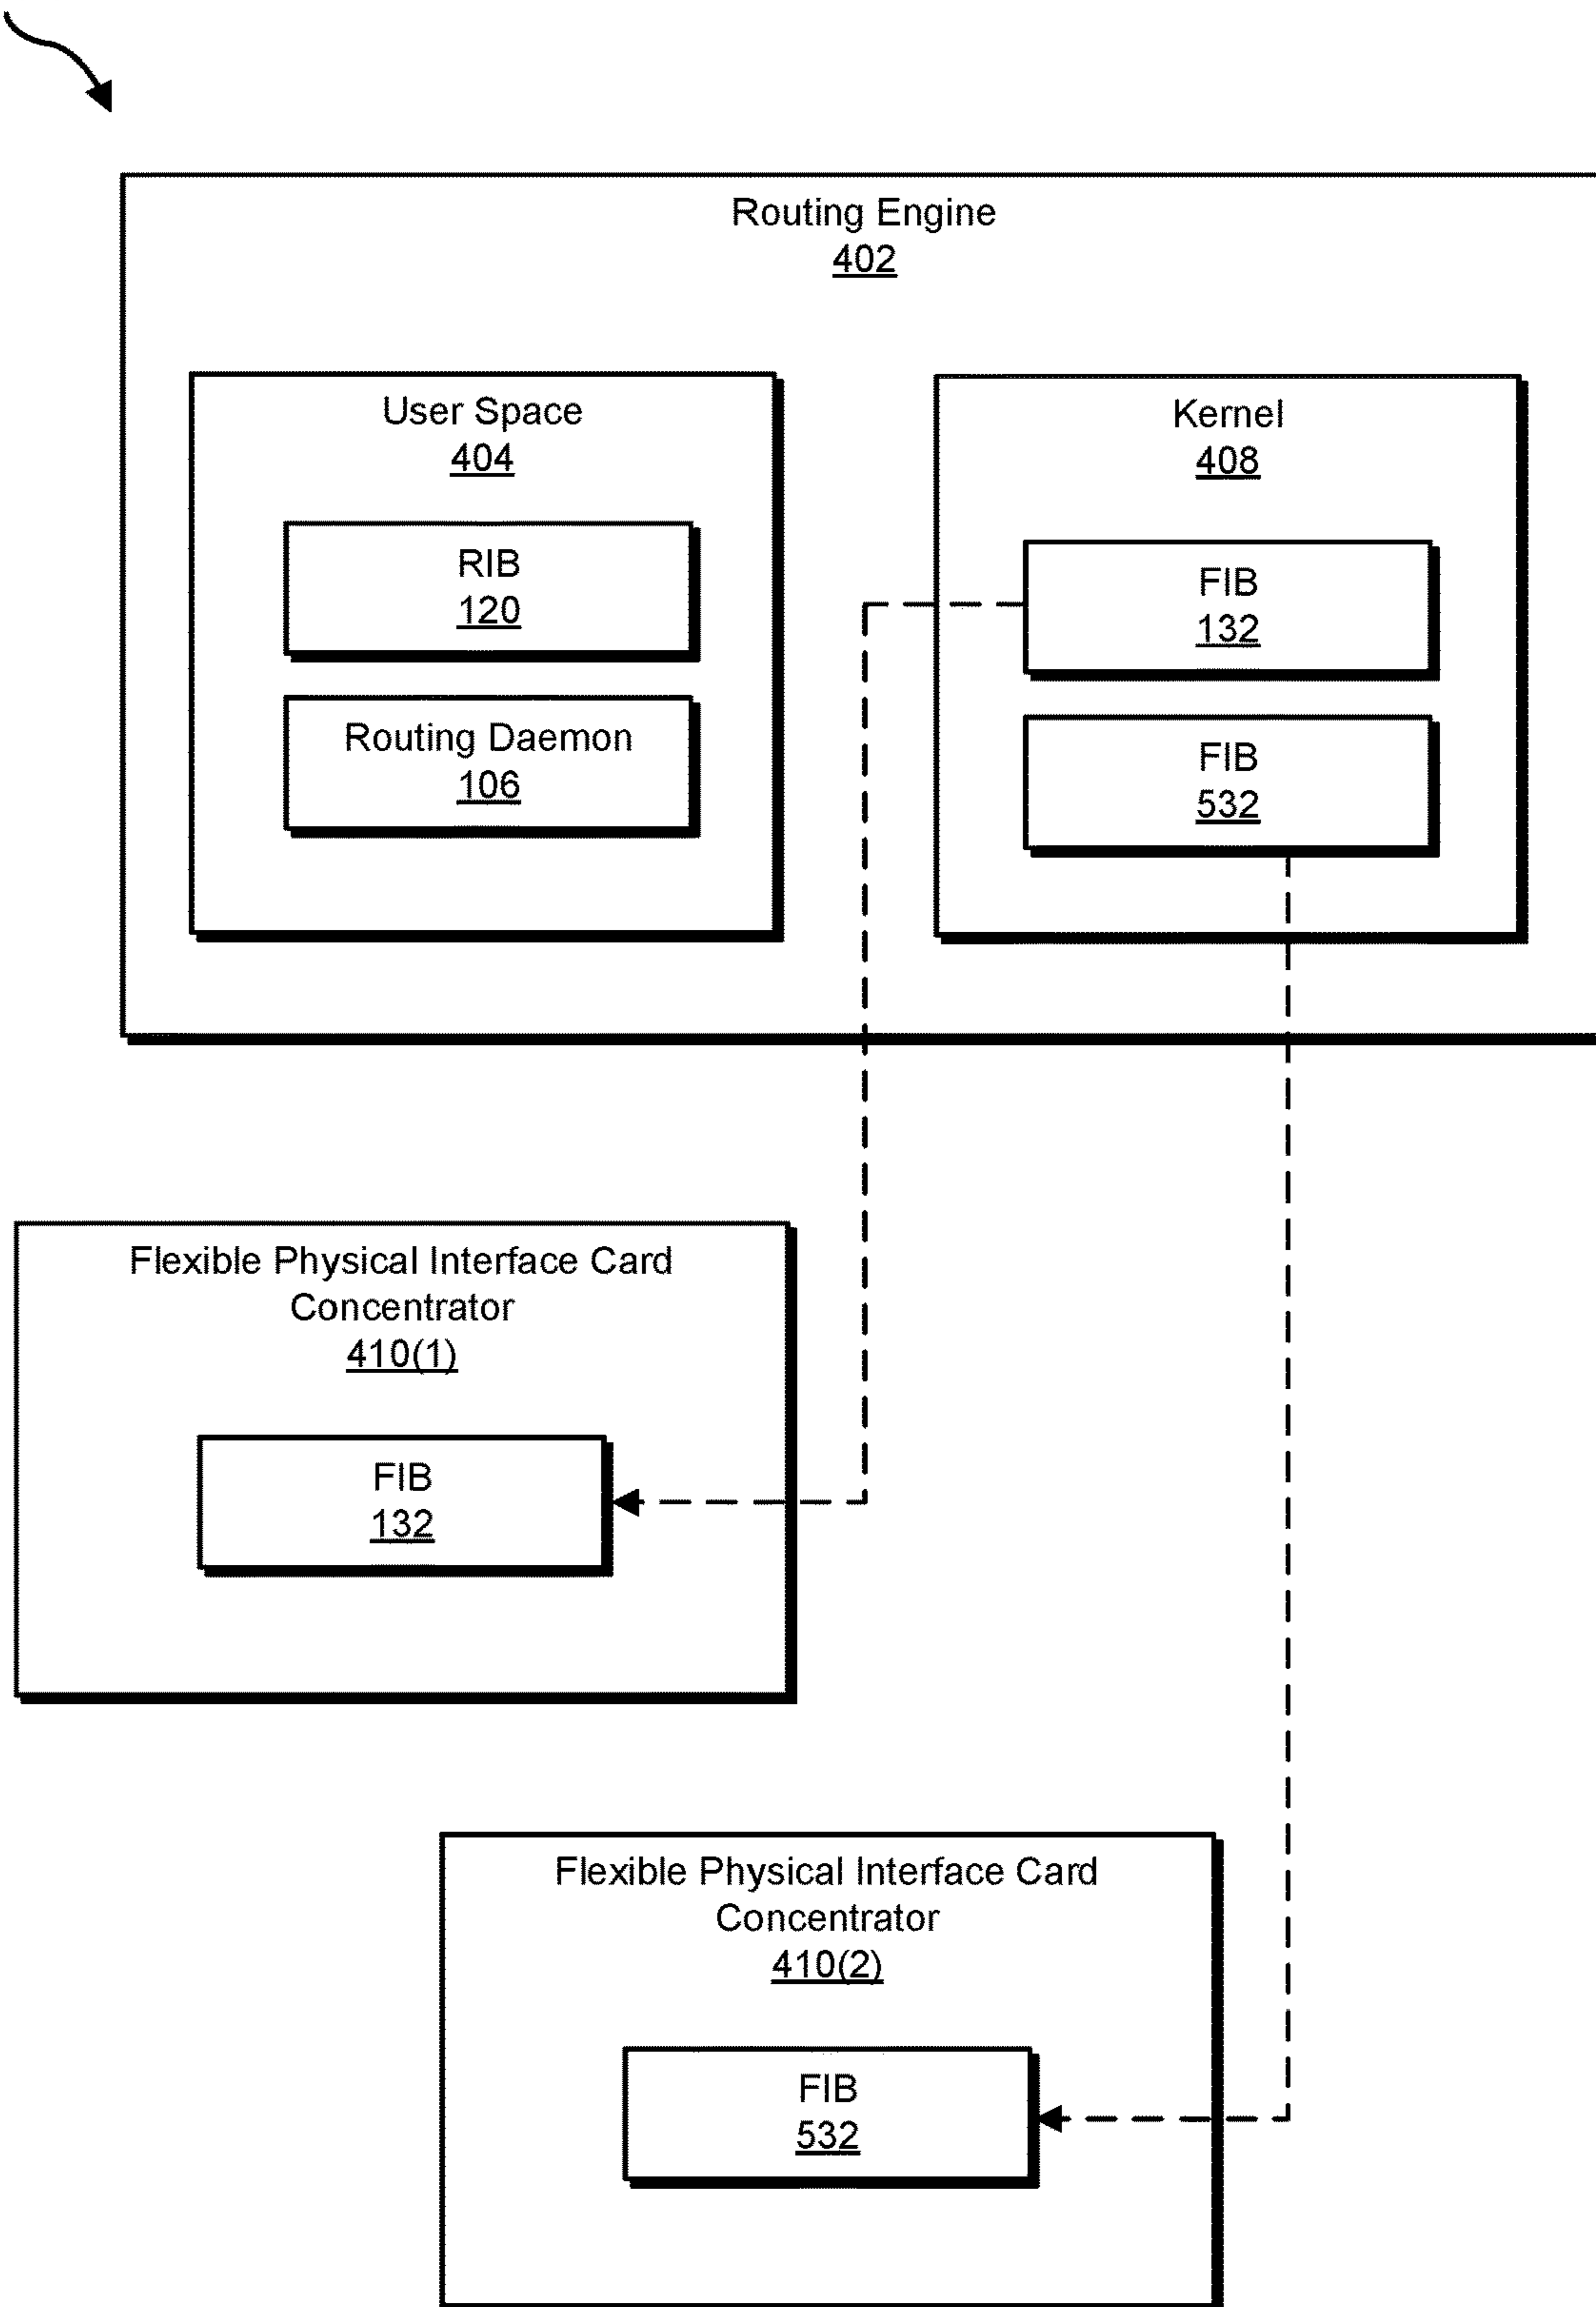 Routing Engine
402
User Space
404
RIB
120
Routing Daemon
106
Kernel
408
FIB
132
FIB
532
Flexible Physical Interface Card
Concentrator
410(1)
FIB
132
Flexible Physical Interface Card
Concentrator
410(2)
FIB
532